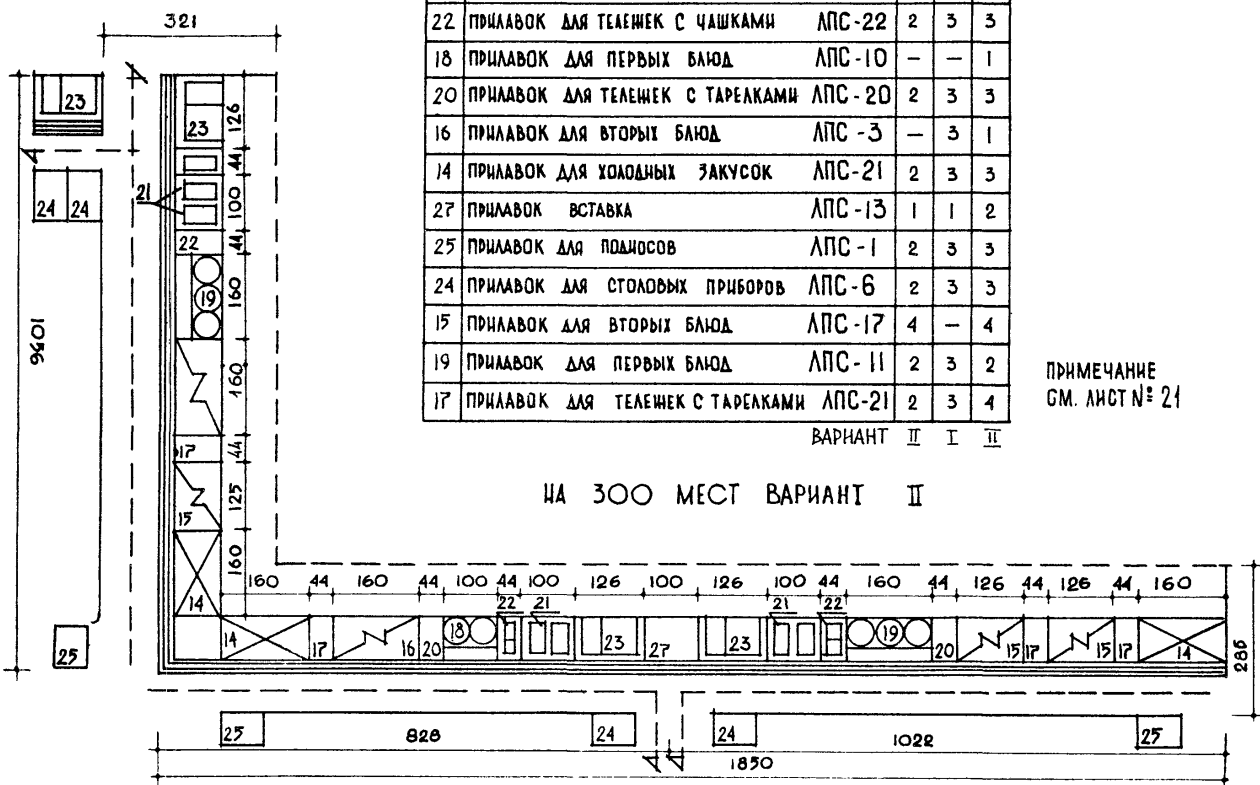 321
22 ПРИЛАВОК ДЛЯ ТЕЛЕЖЕК С ЧАШКАМИ ЛПС-22 2 3 3
18 ПРИЛАВОК ДЛЯ ПЕРВЫХ БЛЮД ЛПС-10 – – 1
20 ПРИЛАВОК ДЛЯ ТЕЛЕЖЕК С ТАРЕЛКАМИ ЛПС-20 2 3 3
16 ПРИЛАВОК ДЛЯ ВТОРЫХ БЛЮД ЛПС-3 – 3 1
14 ПРИЛАВОК ДЛЯ ХОЛОДНЫХ ЗАКУСОК ЛПС-21 2 3 3
27 ПРИЛАВОК ВСТАВКА ЛПС-13 1 1 2
25 ПРИЛАВОК ДЛЯ ПОДНОСОВ ЛПС-1 2 3 3
24 ПРИЛАВОК ДЛЯ СТОЛОВЫХ ПРИБОРОВ ЛПС-6 2 3 3
15 ПРИЛАВОК ДЛЯ ВТОРЫХ БЛЮД ЛПС-17 4 – 4
19 ПРИЛАВОК ДЛЯ ПЕРВЫХ БЛЮД ЛПС-11 2 3 2
17 ПРИЛАВОК ДЛЯ ТЕЛЕЖЕК С ТАРЕЛКАМИ ЛПС-21 2 3 4
ВАРИАНТ II I II
ПРИМЕЧАНИЕ
СМ. ЛИСТ № 21
НА 300 МЕСТ ВАРИАНТ II
23
23 126
44
21 100
24 24
22 44
19 160
160
17 44
15 125
14 160
25
160 44 160 44 100 44 100 126 100 126 100 44 160 44 126 44 126 44 160
22 21 21 22
14 17 16 20 18 23 27 23 19 20 15 17 15 17 14
286
25 828 24 24 1022 25
1850